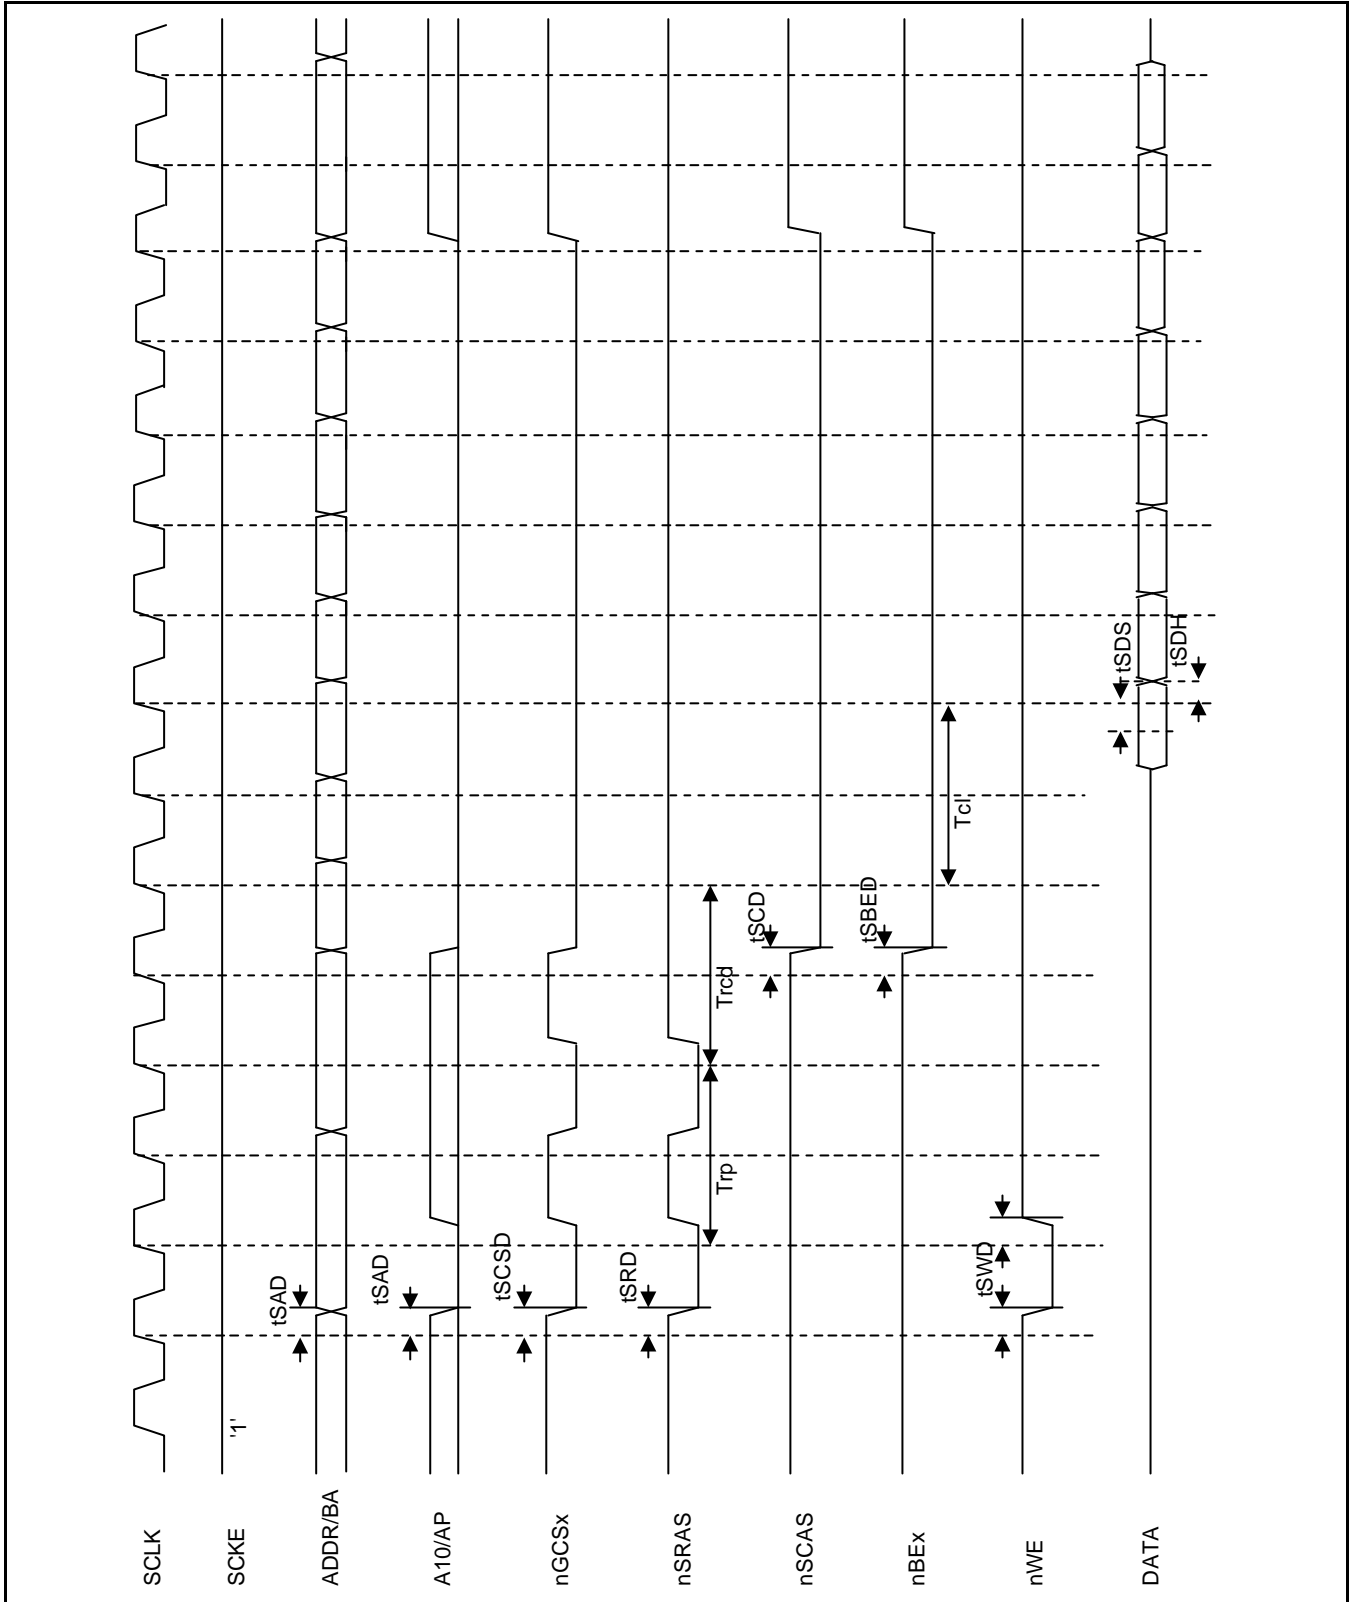 SCLK
SCKE
'1'
ADDR/BA
tSAD
A10/AP
tSAD
nGCSx
tSCSD
nSRAS
tSRD
Trp
Trcd
nSCAS
tSCD
nBEx
tSBED
Tcl
nWE
tSWD
DATA
tSDS
tSDH